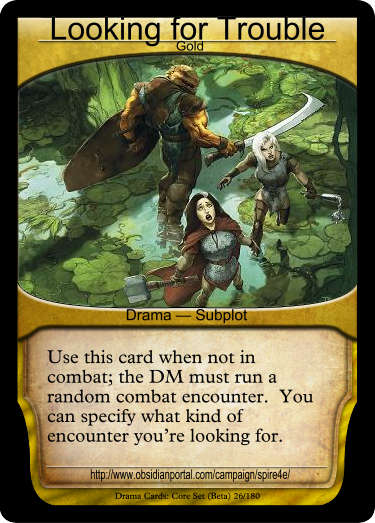 Looking for Trouble
Gold
Drama — Subplot
Use this card when not in
combat; the DM must run a
random combat encounter.  You
can specify what kind of
encounter you're looking for.
http://www.obsidianportal.com/campaign/spire4e/
Drama Cards: Core Set (Beta) 26/180